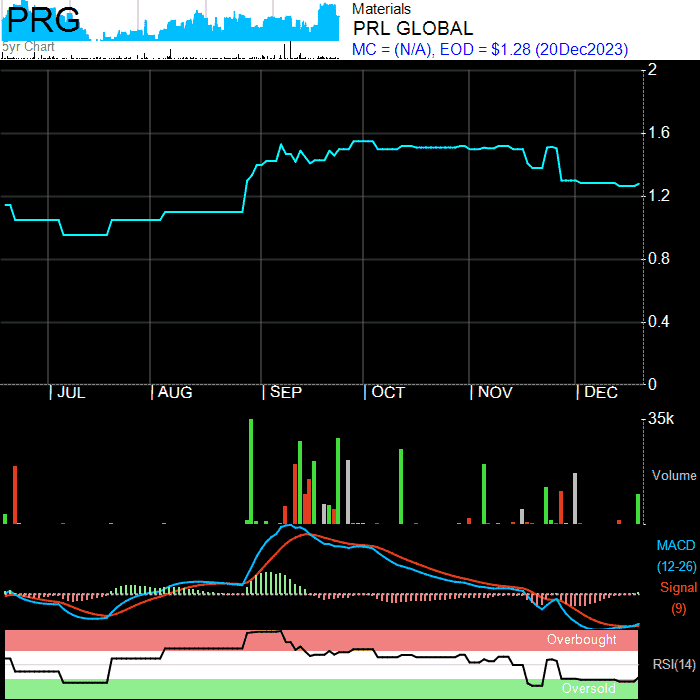 PRG
5yr Chart
Materials
PRL GLOBAL
MC = (N/A), EOD = $1.28 (20Dec2023)
2
1.6
1.2
0.8
0.4
0
JUL AUG SEP OCT NOV DEC
35k
Volume
MACD
(12-26)
Signal
(9)
Overbought
RSI(14)
Oversold